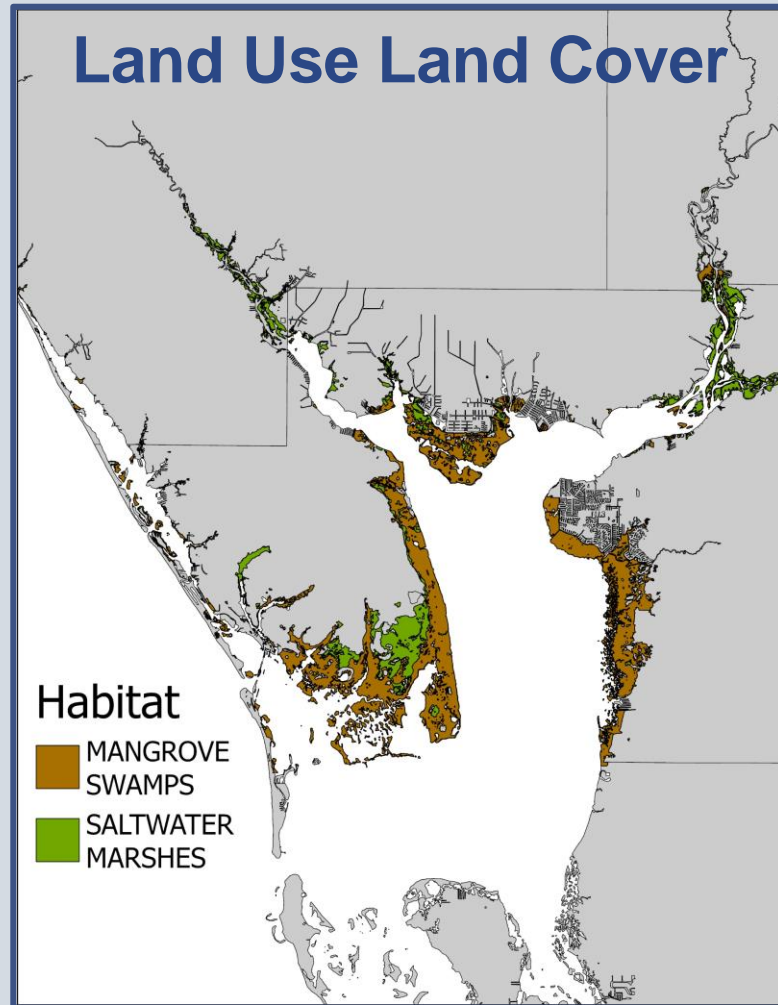 Land Use Land Cover
Habitat
MANGROVE
SWAMPS
SALTWATER
MARSHES